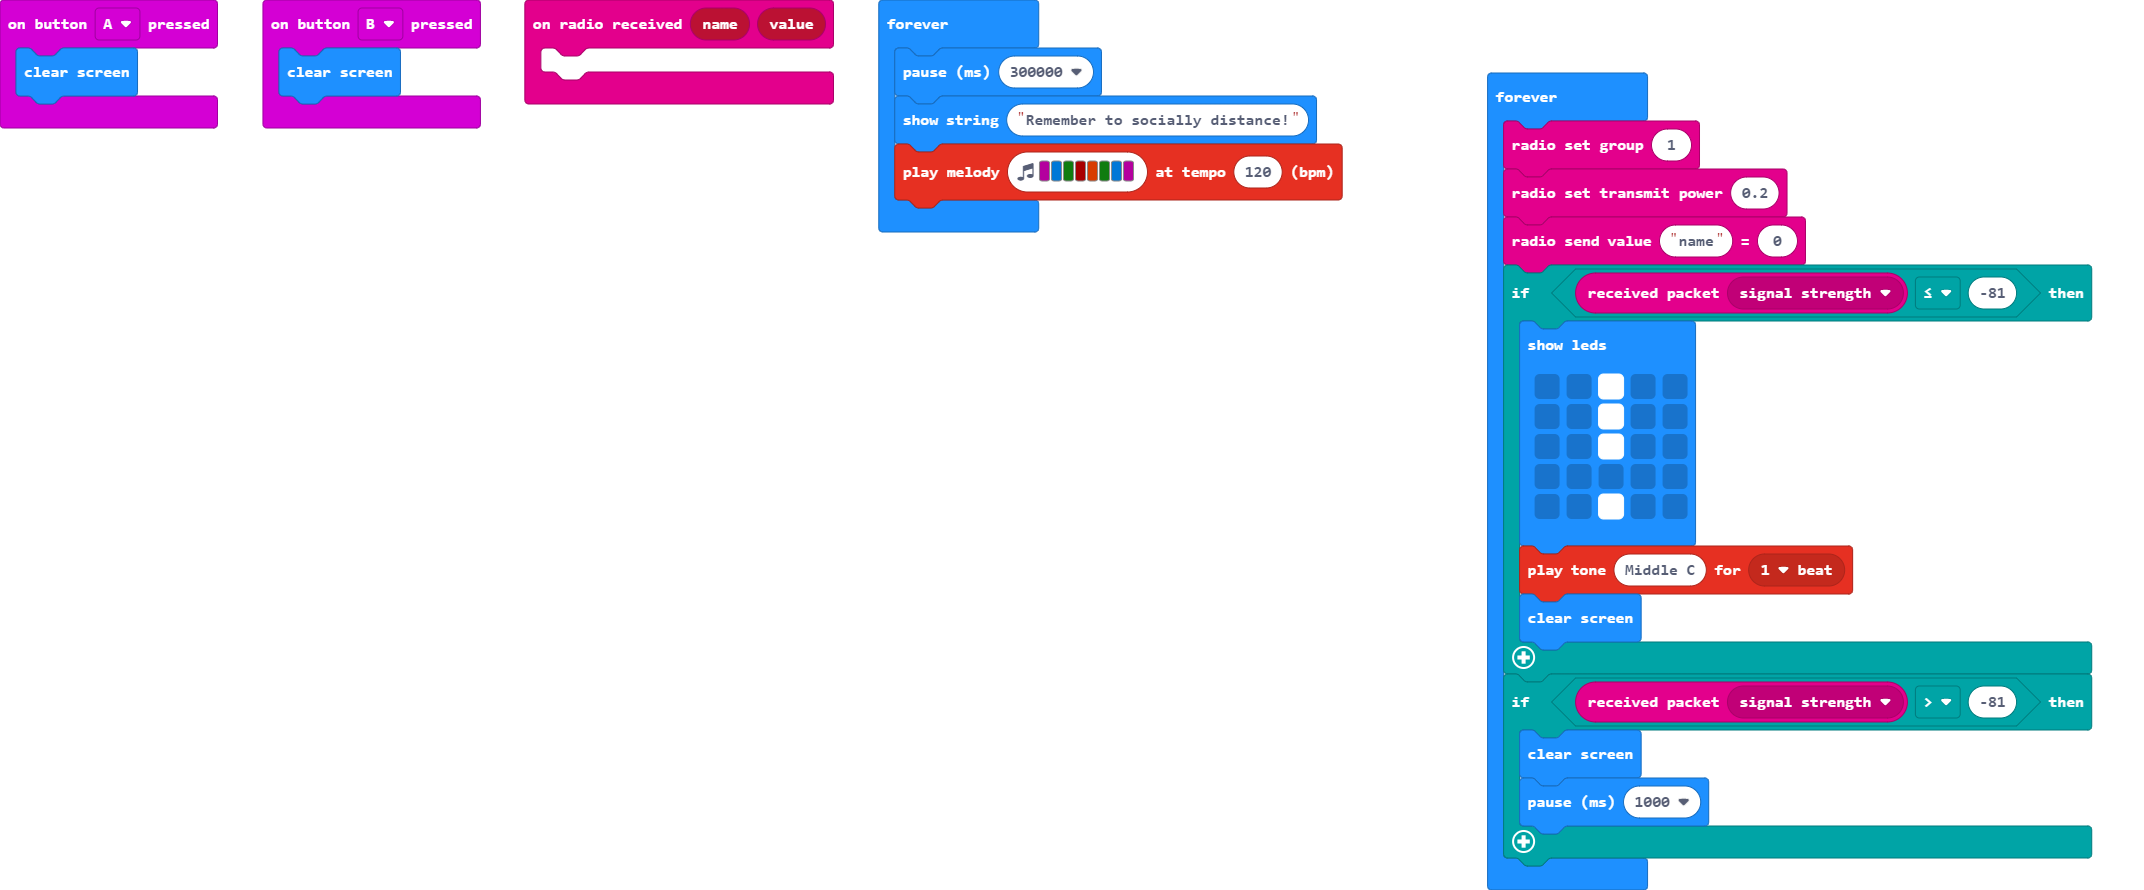 on button A pressed
clear screen
on button B pressed
clear screen
on radio received name value
forever
pause (ms) 300000
show string "Remember to socially distance!"
play melody at tempo 120 (bpm)
forever
radio set group 1
radio set transmit power 0.2
radio send value "name" = 0
if received packet signal strength ≤ -81 then
show leds
play tone Middle C for 1 beat
clear screen
if received packet signal strength > -81 then
clear screen
pause (ms) 1000